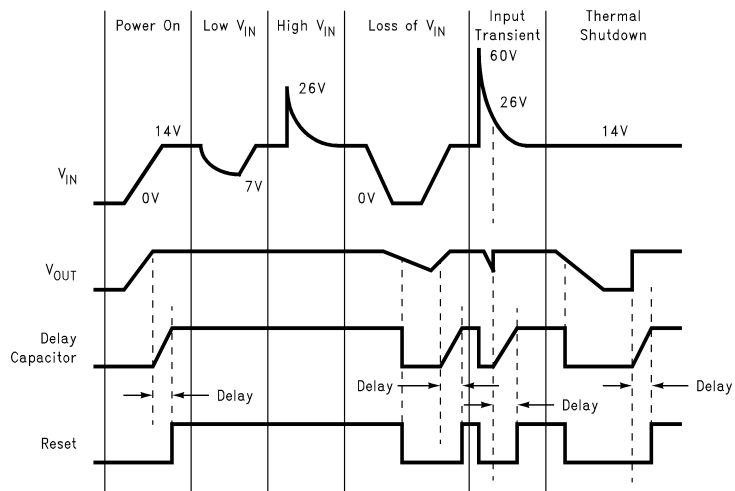 Power On
Low VIN
High VIN
Loss of VIN
Input
Transient
Thermal
Shutdown
60V
26V
26V
14V
14V
VIN
0V
7V
0V
VOUT
Delay
Capacitor
Delay
Delay
Delay
Delay
Reset